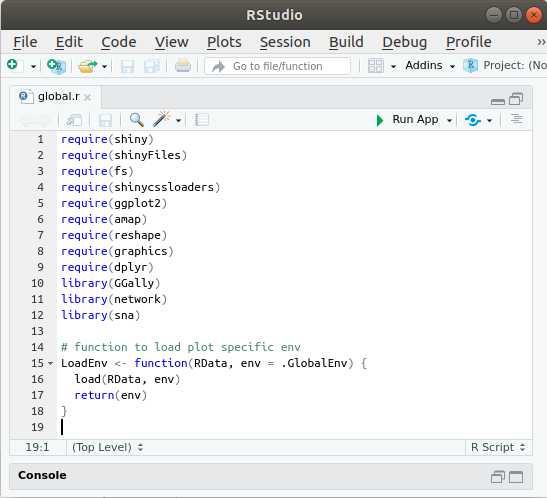 RStudio
File Edit Code View Plots Session Build Debug Profile »
Go to file/function Addins Project: (No
global.r
Run App
1 require(shiny)
2 require(shinyFiles)
3 require(fs)
4 require(shinycssloaders)
5 require(ggplot2)
6 require(amap)
7 require(reshape)
8 require(graphics)
9 require(dplyr)
10 library(GGally)
11 library(network)
12 library(sna)
13
14 # function to load plot specific env
15 LoadEnv <- function(RData, env = .GlobalEnv) {
16 load(RData, env)
17 return(env)
18 }
19
19:1 (Top Level) R Script
Console